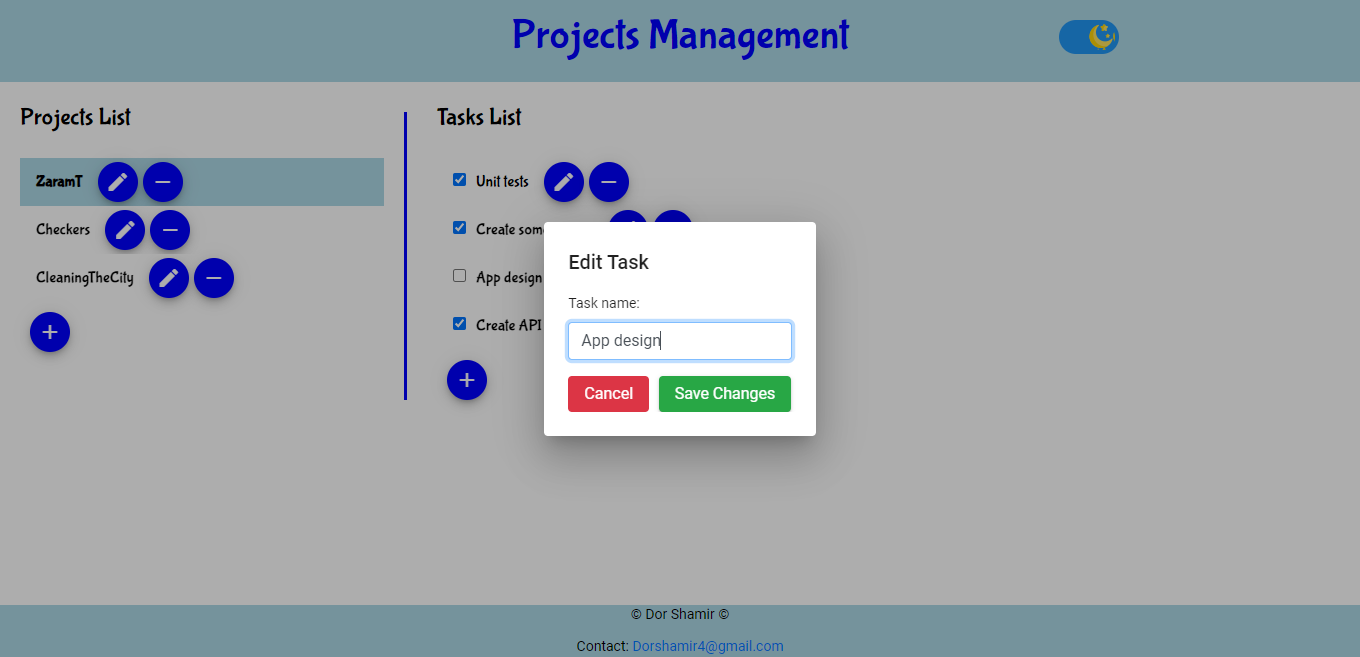 Projects Management
Projects List
ZaramT
Checkers
CleaningTheCity
Tasks List
Unit tests
Create som
App design
Create API
Edit Task
Task name:
App design
Cancel
Save Changes
© Dor Shamir ©
Contact: Dorshamir4@gmail.com